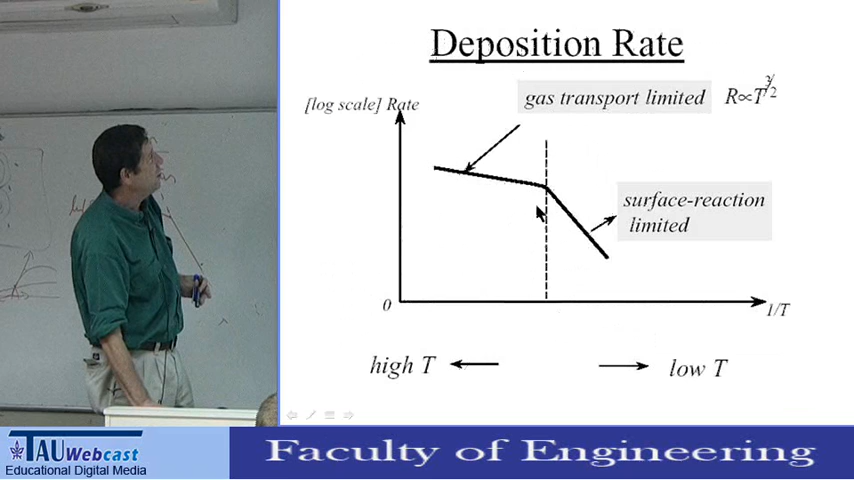 Deposition Rate
[log scale] Rate
gas transport limited
R∝T^3/2
surface-reaction
limited
0
1/T
high T
low T
TAU Webcast
Educational Digital Media
Faculty of Engineering